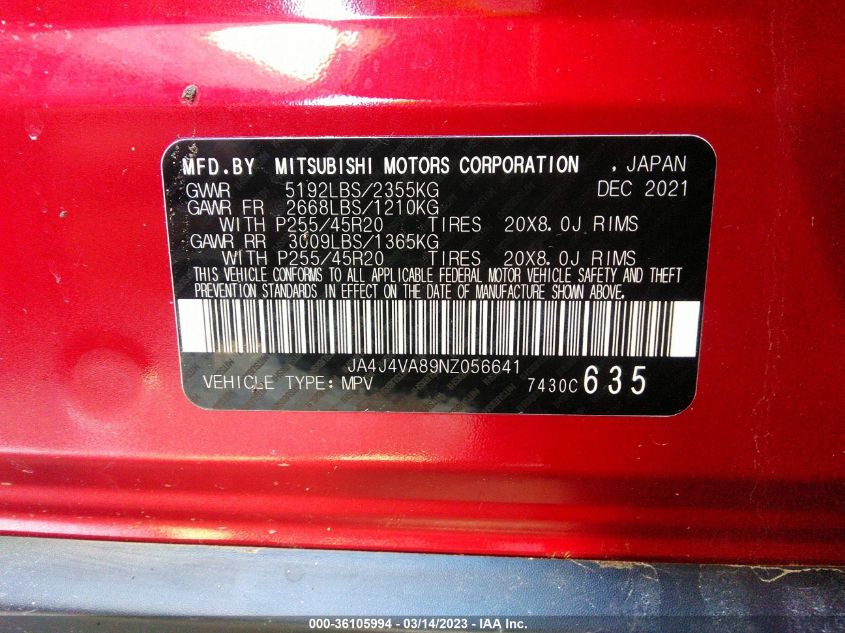 MFD.BY MITSUBISHI MOTORS CORPORATION , JAPAN
GVWR 5192LBS/2355KG DEC 2021
GAWR FR 2668LBS/1210KG
WITH P255/45R20 TIRES 20X8.0J RIMS
GAWR RR 3009LBS/1365KG
WITH P255/45R20 TIRES 20X8.0J RIMS
THIS VEHICLE CONFORMS TO ALL APPLICABLE FEDERAL MOTOR VEHICLE SAFETY AND THEFT
PREVENTION STANDARDS IN EFFECT ON THE DATE OF MANUFACTURE SHOWN ABOVE.
JA4J4VA89NZ056641
VEHICLE TYPE: MPV 7430C 635
000-36105994 / 03/14/2023 - © IAA Inc.